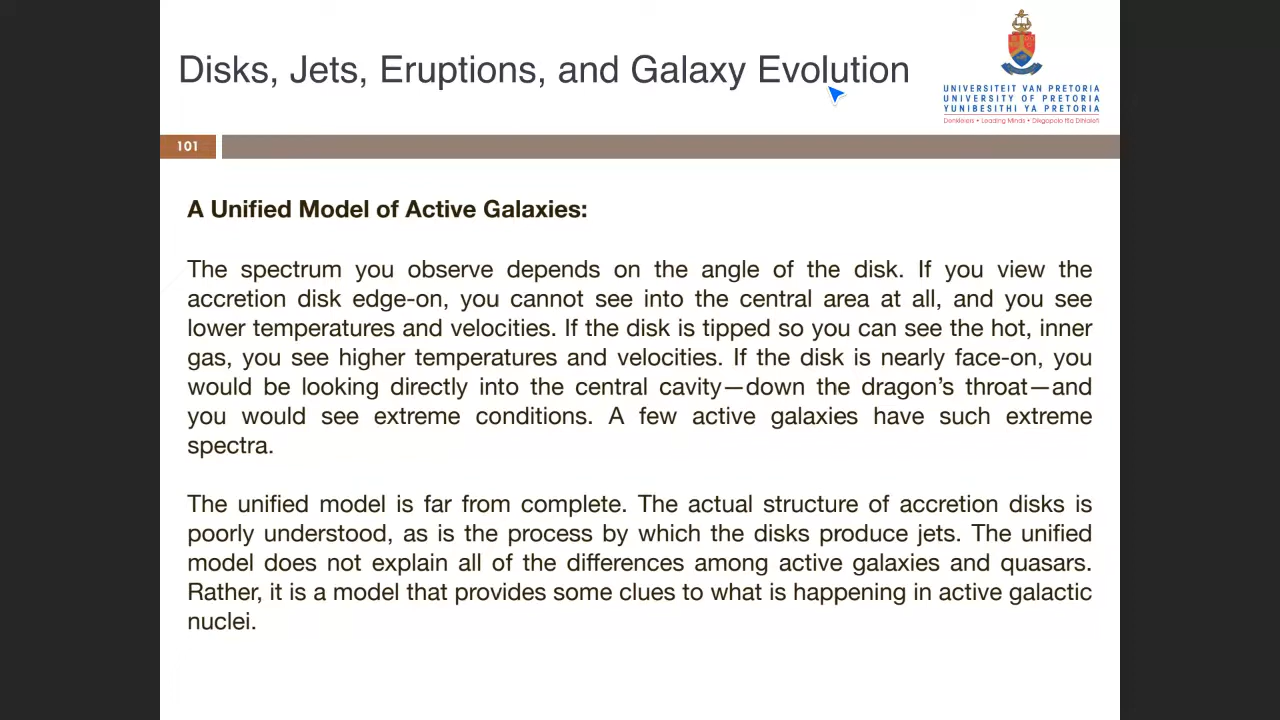 Disks, Jets, Eruptions, and Galaxy Evolution
UNIVERSITEIT VAN PRETORIA
UNIVERSITY OF PRETORIA
YUNIBESITHI YA PRETORIA
Denkleiers • Leading Minds • Dikgopolo tša Dihlalefi
101
A Unified Model of Active Galaxies:
The spectrum you observe depends on the angle of the disk. If you view the
accretion disk edge-on, you cannot see into the central area at all, and you see
lower temperatures and velocities. If the disk is tipped so you can see the hot, inner
gas, you see higher temperatures and velocities. If the disk is nearly face-on, you
would be looking directly into the central cavity—down the dragon’s throat—and
you would see extreme conditions. A few active galaxies have such extreme
spectra.
The unified model is far from complete. The actual structure of accretion disks is
poorly understood, as is the process by which the disks produce jets. The unified
model does not explain all of the differences among active galaxies and quasars.
Rather, it is a model that provides some clues to what is happening in active galactic
nuclei.